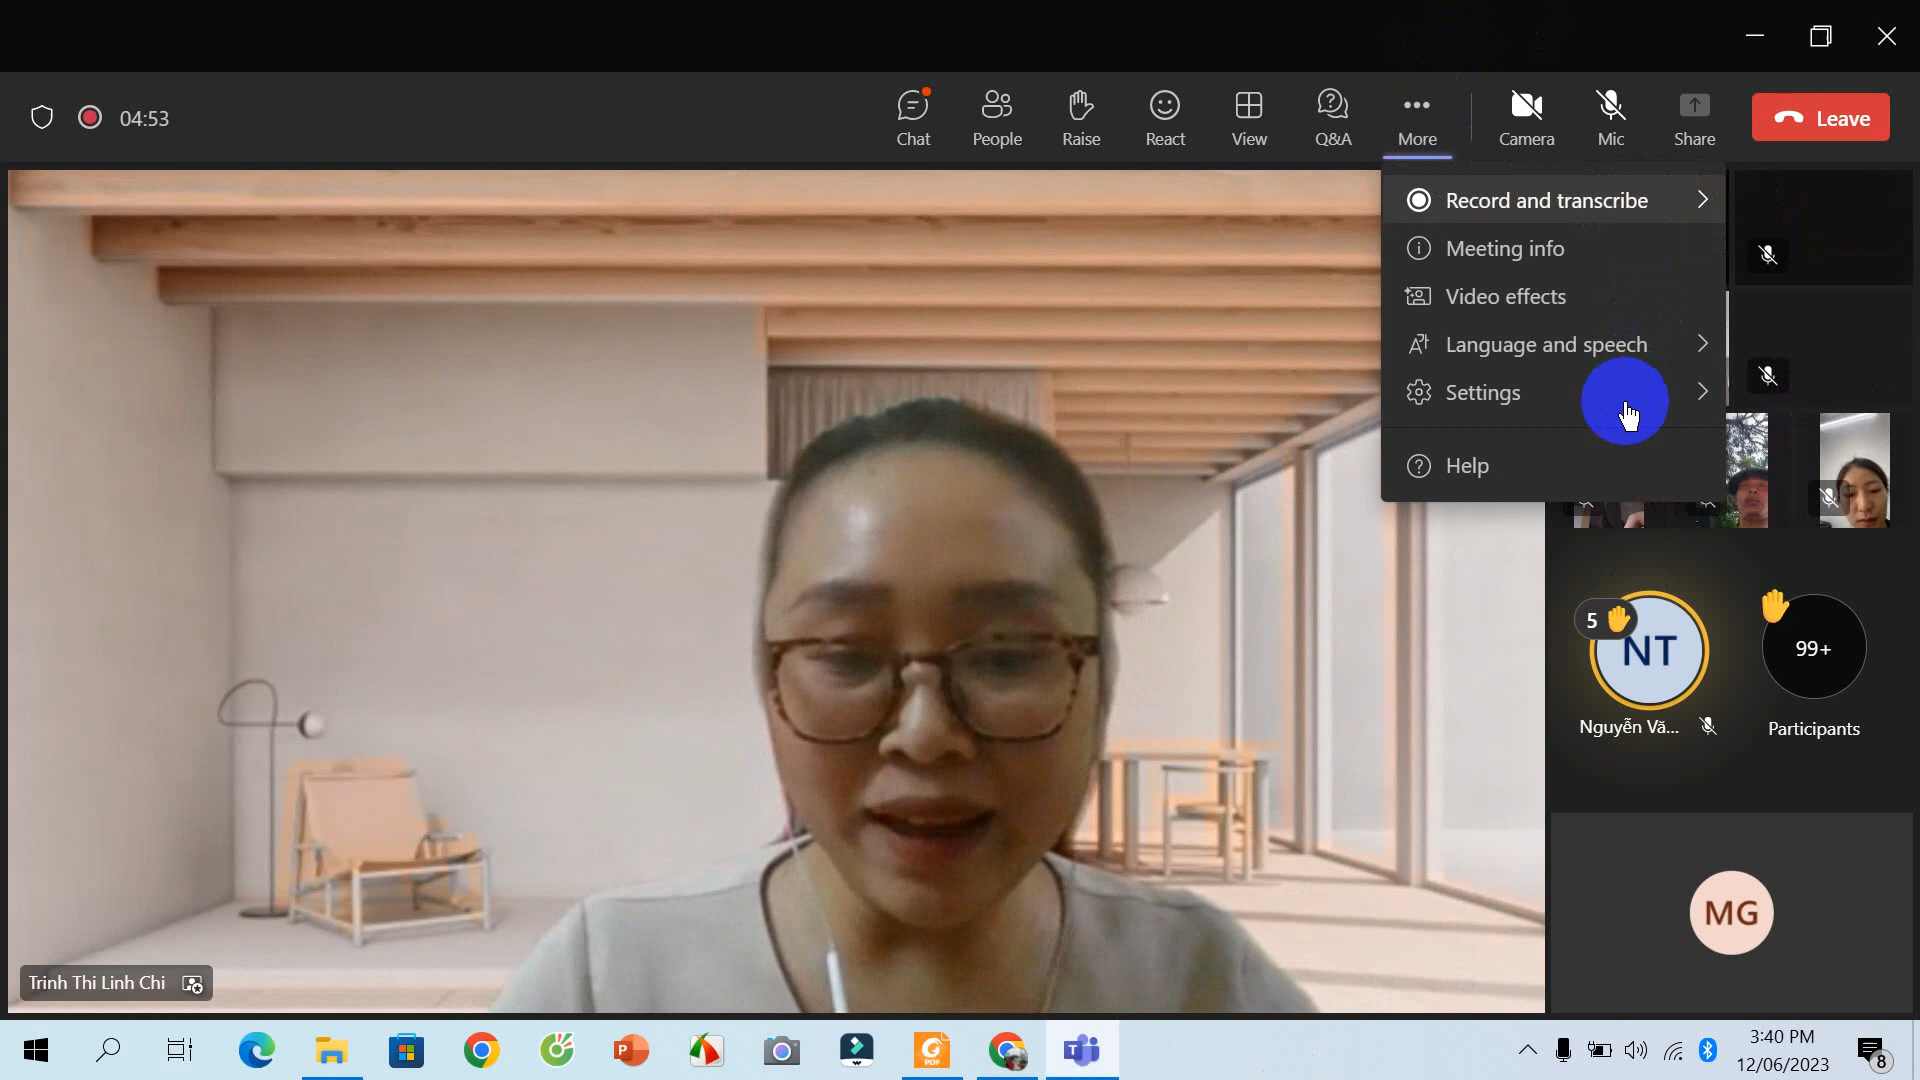 04:53
Chat
People
Raise
React
View
Q&A
More
Camera
Mic
Share
Leave
Record and transcribe
Meeting info
Video effects
Language and speech
Settings
Help
5
NT
99+
Nguyễn Vă...
Participants
MG
Trinh Thi Linh Chi
P
PDF
T
3:40 PM
12/06/2023
8